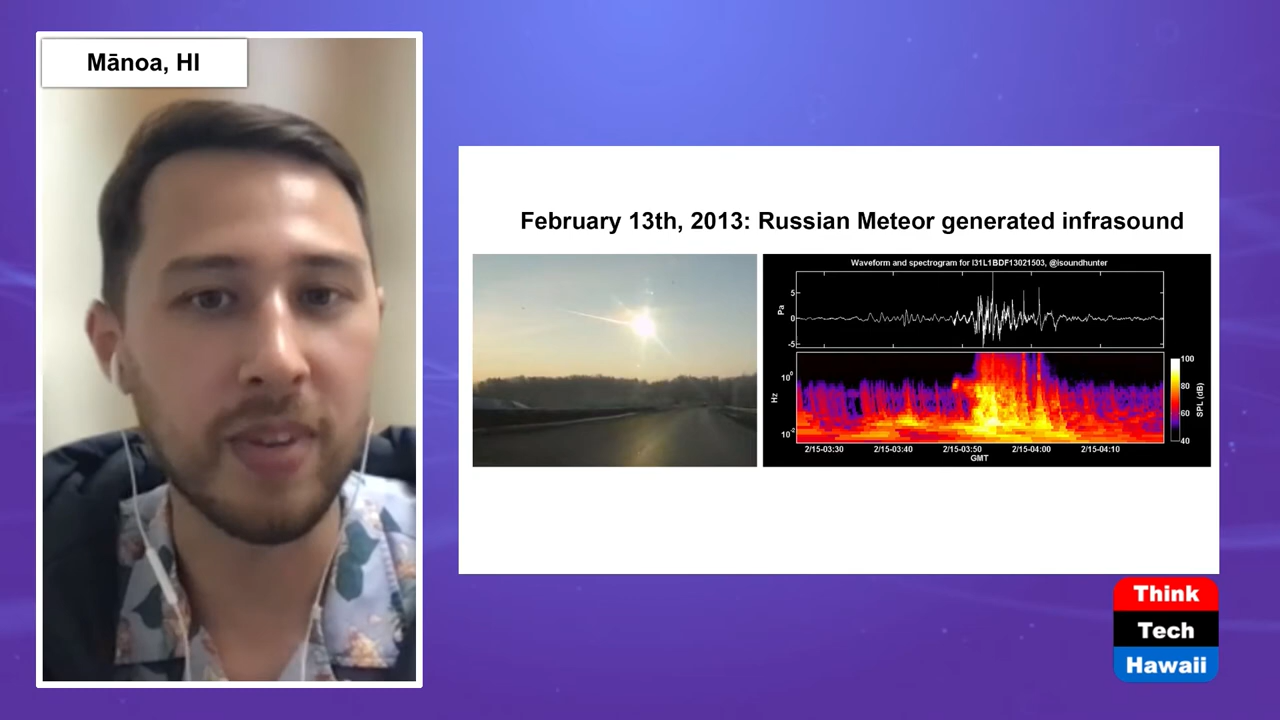 Mānoa, HI
February 13th, 2013: Russian Meteor generated infrasound
Waveform and spectrogram for I31L1BDF13021503, @isoundhunter
Pa
5
0
-5
Hz
10⁰
10⁻²
100
80
60
40
SPL (dB)
2/15-03:30
2/15-03:40
2/15-03:50
2/15-04:00
2/15-04:10
GMT
Think
Tech
Hawaii